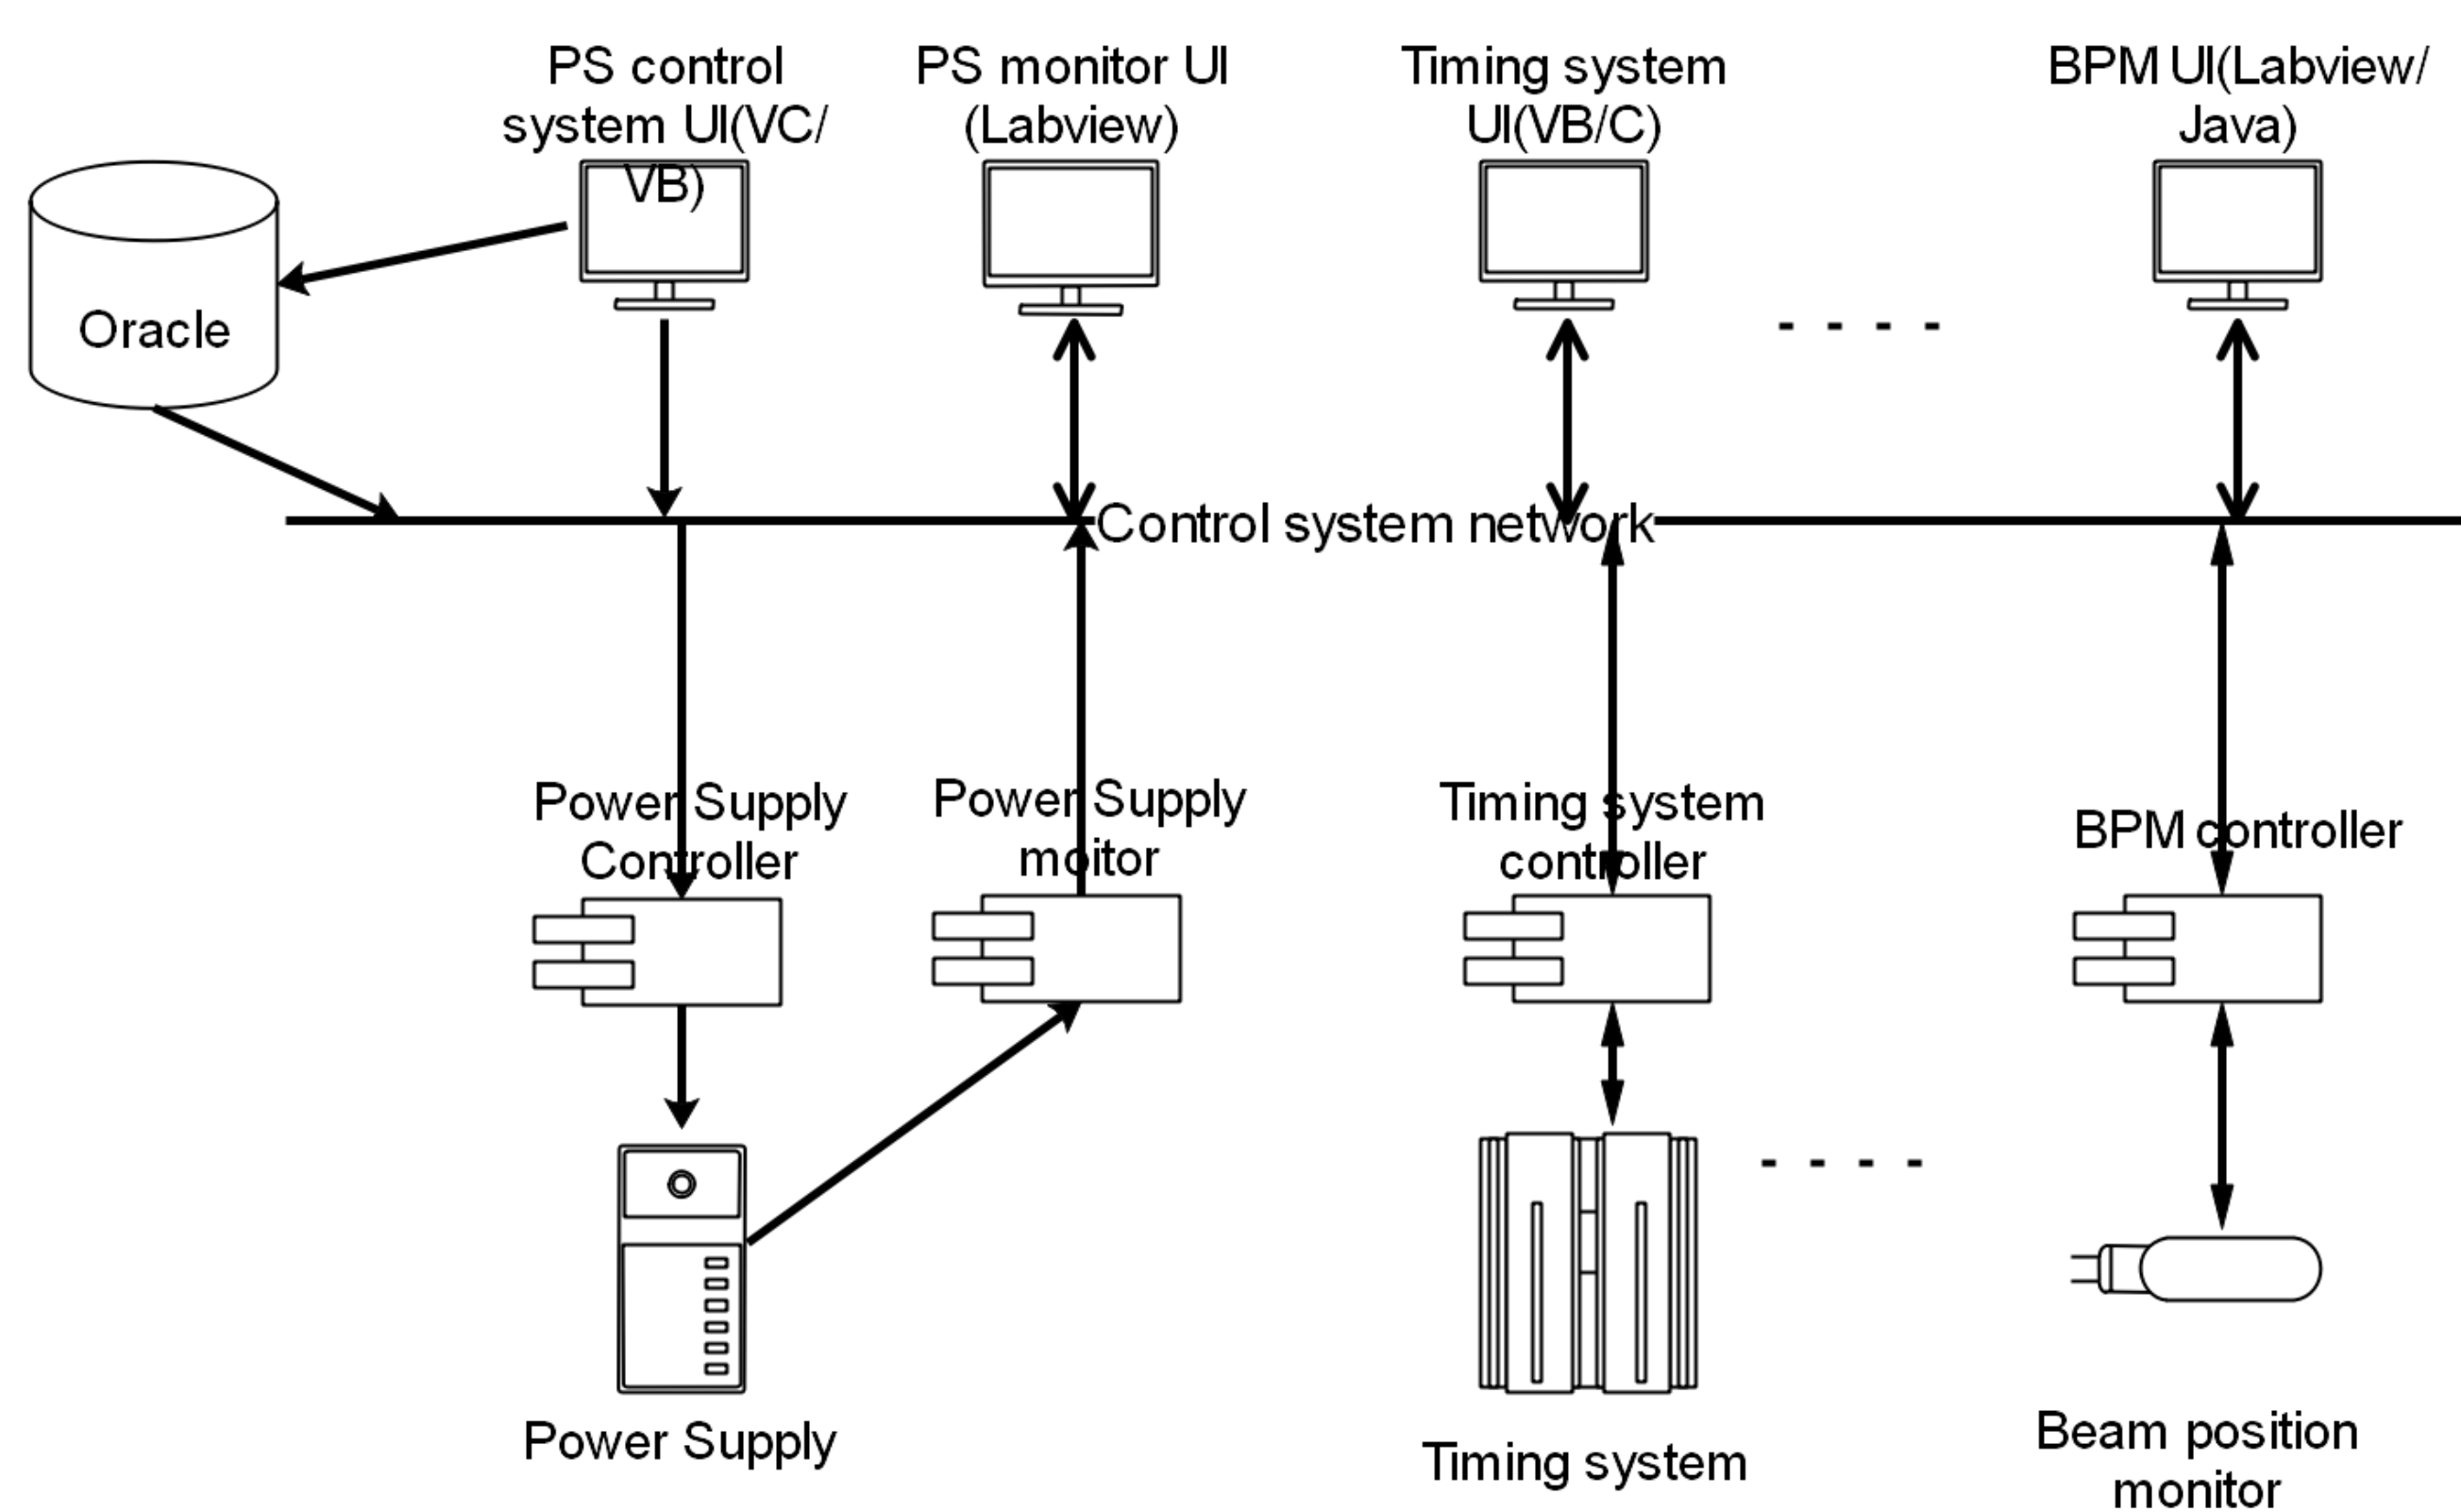 PS control
system UI(VC/
VB)
PS monitor UI
(Labview)
Timing system
UI(VB/C)
BPM UI(Labview/
Java)
Oracle
Control system network
Power Supply
Controller
Power Supply
moitor
Timing system
controller
BPM controller
Power Supply
Timing system
Beam position
monitor